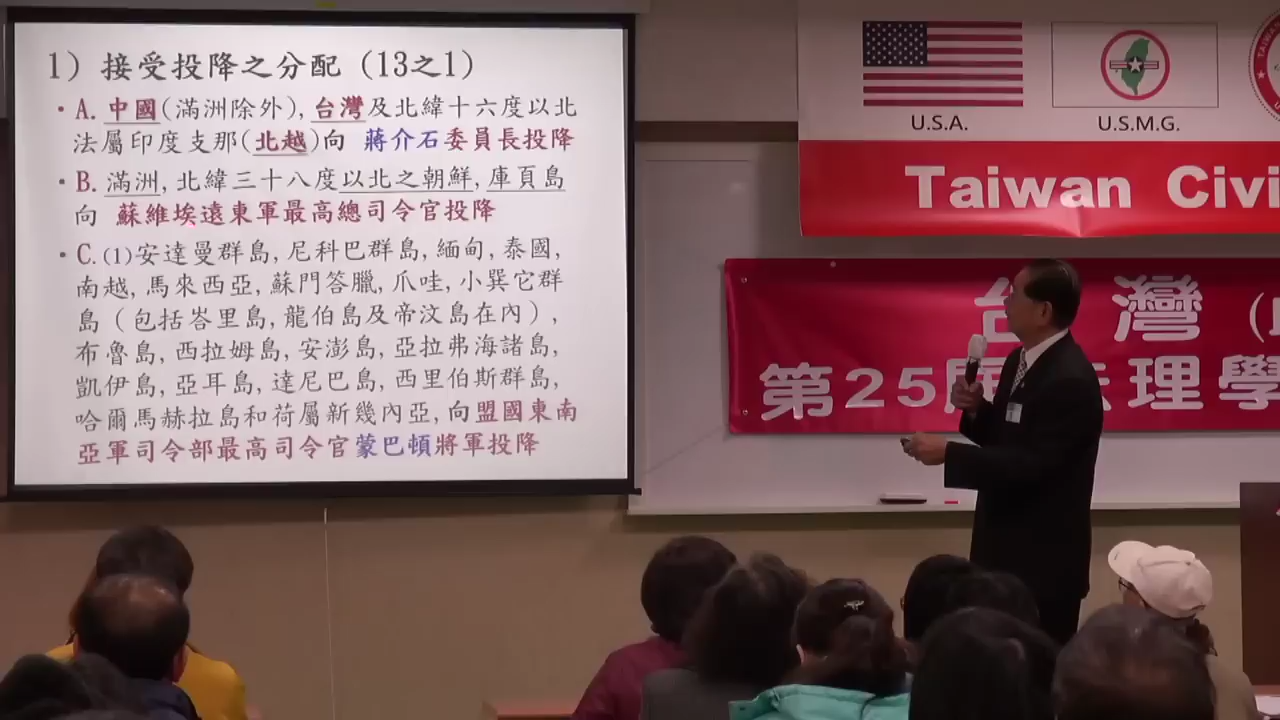 1) 接受投降之分配 (13之1)
• A. 中國(滿洲除外), 台灣及北緯十六度以北
法屬印度支那(北越)向 蔣介石委員長投降
• B. 滿洲, 北緯三十八度以北之朝鮮, 庫頁島
向 蘇維埃遠東軍最高總司令官投降
• C. (1)安達曼群島, 尼科巴群島, 緬甸, 泰國,
南越, 馬來西亞, 蘇門答臘, 爪哇, 小巽它群
島 (包括峇里島, 龍伯島及帝汶島在內) ,
布魯島, 西拉姆島, 安澎島, 亞拉弗海諸島,
凱伊島, 亞耳島, 達尼巴島, 西里伯斯群島,
哈爾馬赫拉島和荷屬新幾內亞, 向盟國東南
亞軍司令部最高司令官蒙巴頓將軍投降
U.S.A.
U.S.M.G.
Taiwan Civi
台灣
第25屆法理學